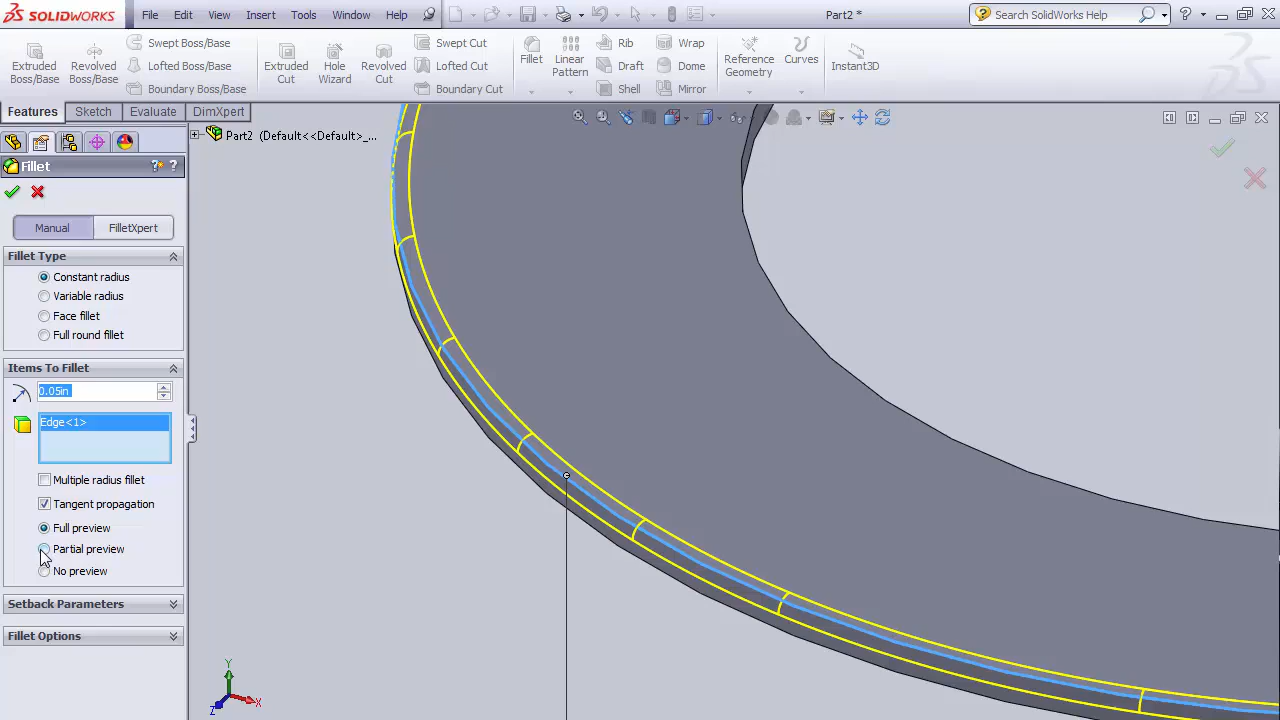 SOLIDWORKS File Edit View Insert Tools Window Help Part2 * Search SolidWorks Help
Extruded Boss/Base
Revolved Boss/Base
Swept Boss/Base
Lofted Boss/Base
Boundary Boss/Base
Extruded Cut
Hole Wizard
Revolved Cut
Swept Cut
Lofted Cut
Boundary Cut
Fillet
Linear Pattern
Rib
Draft
Shell
Wrap
Dome
Mirror
Reference Geometry
Curves
Instant3D
Features Sketch Evaluate DimXpert
Part2 (Default<<Default>_...
Fillet
Manual FilletXpert
Fillet Type
Constant radius
Variable radius
Face fillet
Full round fillet
Items To Fillet
0.05in
Edge<1>
Multiple radius fillet
Tangent propagation
Full preview
Partial preview
No preview
Setback Parameters
Fillet Options
Y
X
Z